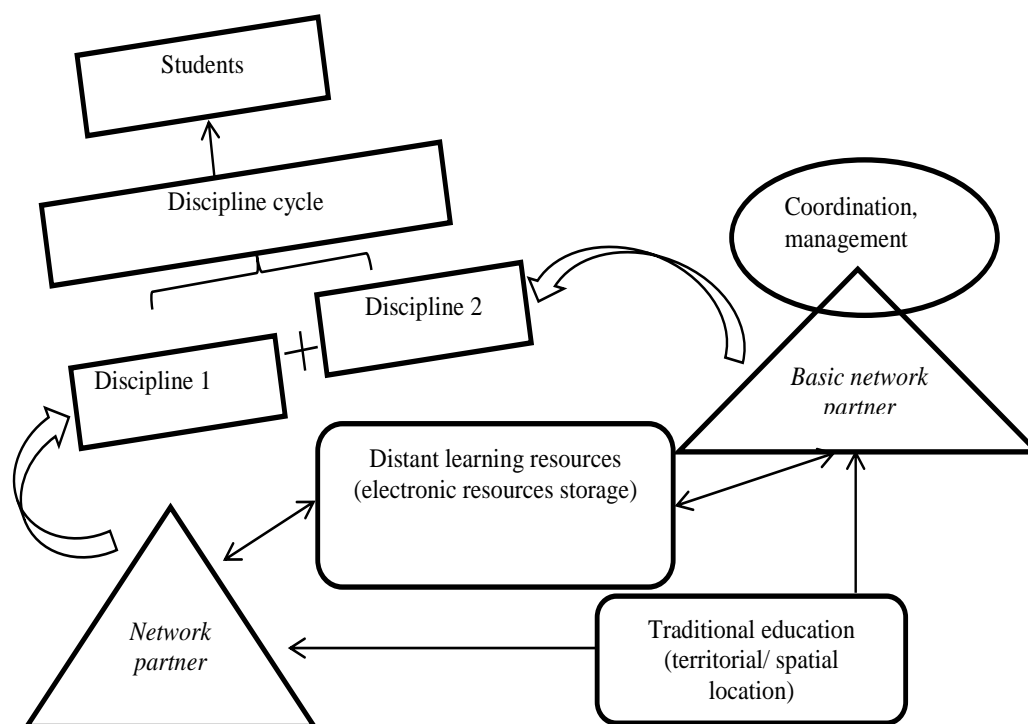 Students
Discipline cycle
Coordination,
management
Discipline 2
Discipline 1
Basic network
partner
Distant learning resources
(electronic resources storage)
Network
partner
Traditional education
(territorial/ spatial
location)